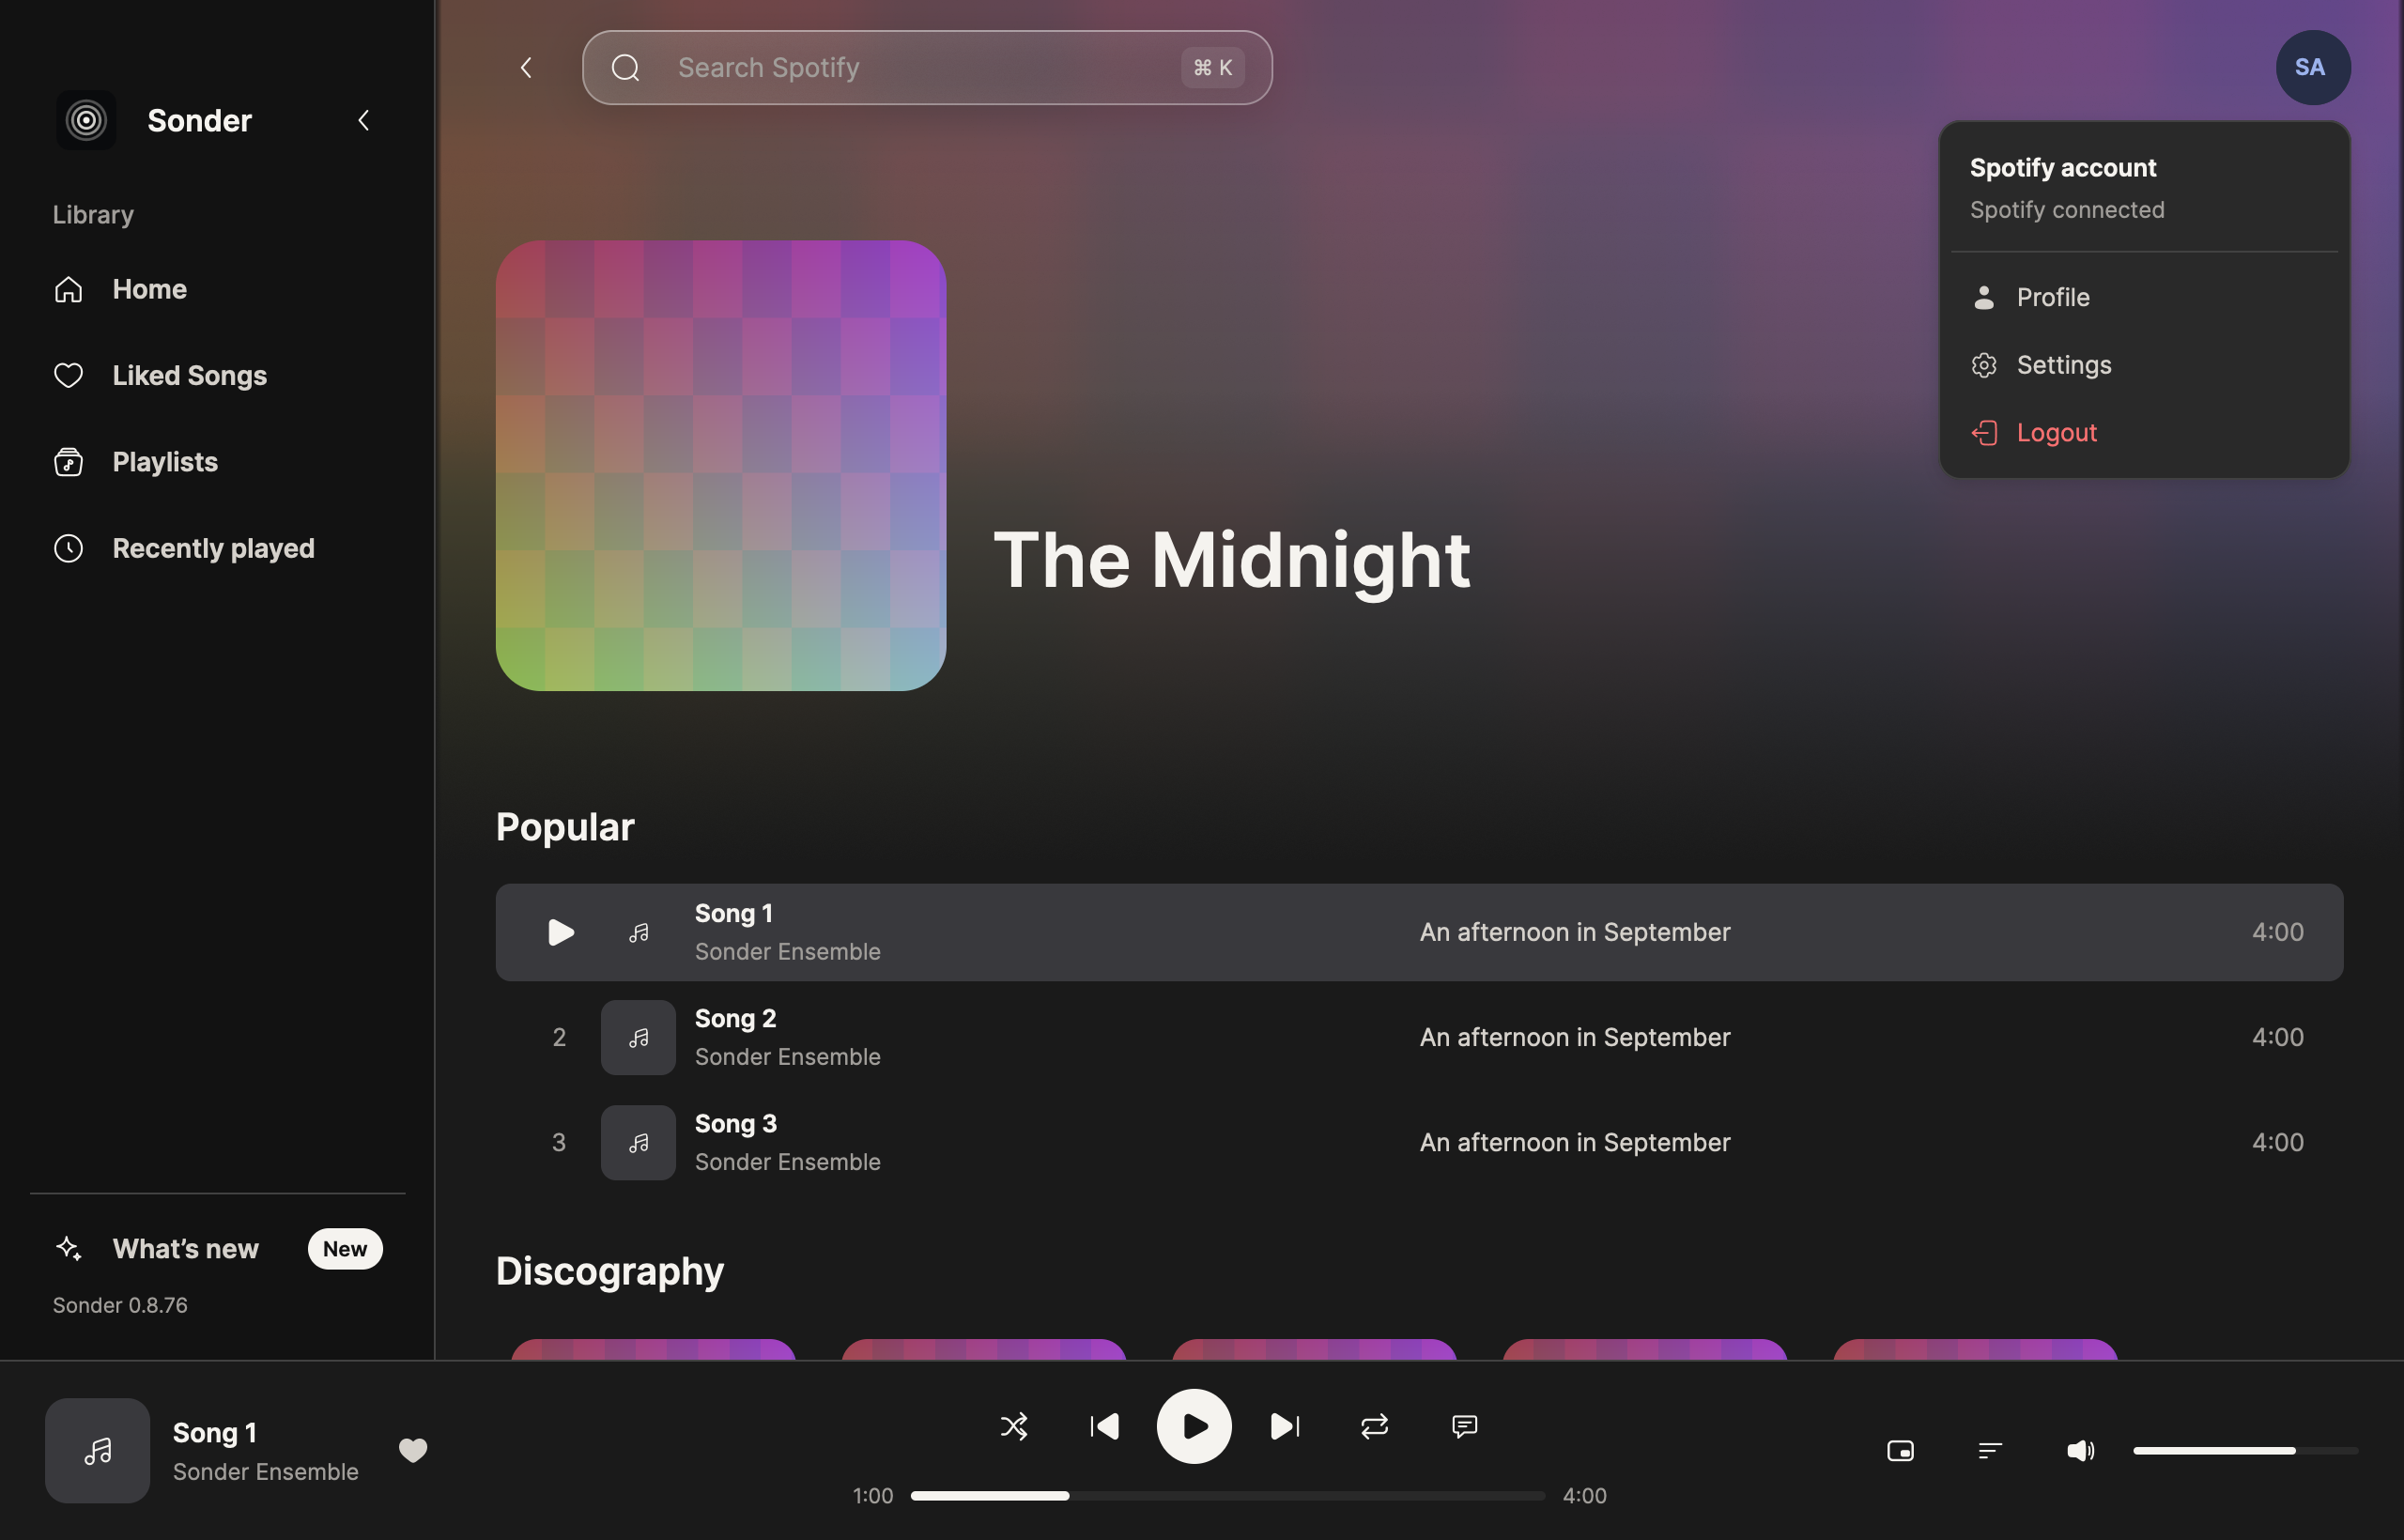 Search Spotify
⌘ K
SA
Sonder
Library
Home
Liked Songs
Playlists
Recently played
Spotify account
Spotify connected
Profile
Settings
Logout
The Midnight
Popular
Song 1
Sonder Ensemble
An afternoon in September
4:00
2
Song 2
Sonder Ensemble
An afternoon in September
4:00
3
Song 3
Sonder Ensemble
An afternoon in September
4:00
Discography
What's new
New
Sonder 0.8.76
Song 1
Sonder Ensemble
1:00
4:00